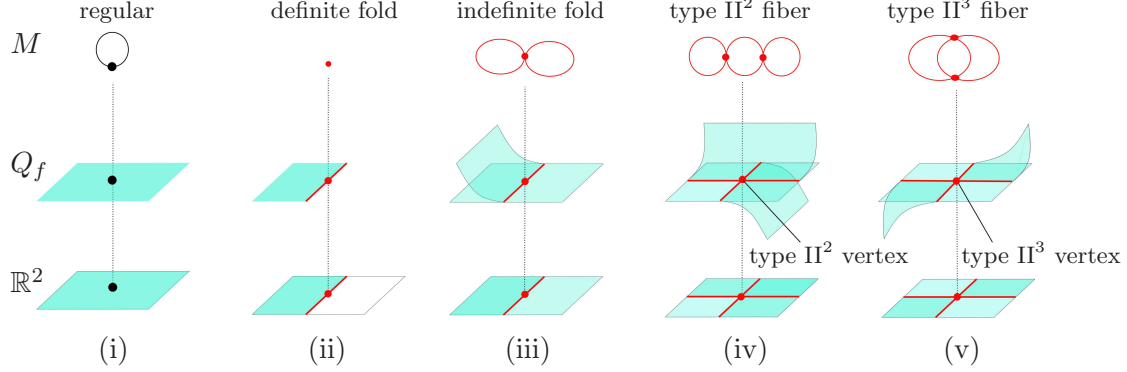 regular definite fold indefinite fold type II² fiber type II³ fiber
M
Q_f
type II² vertex type II³ vertex
ℝ²
(i) (ii) (iii) (iv) (v)